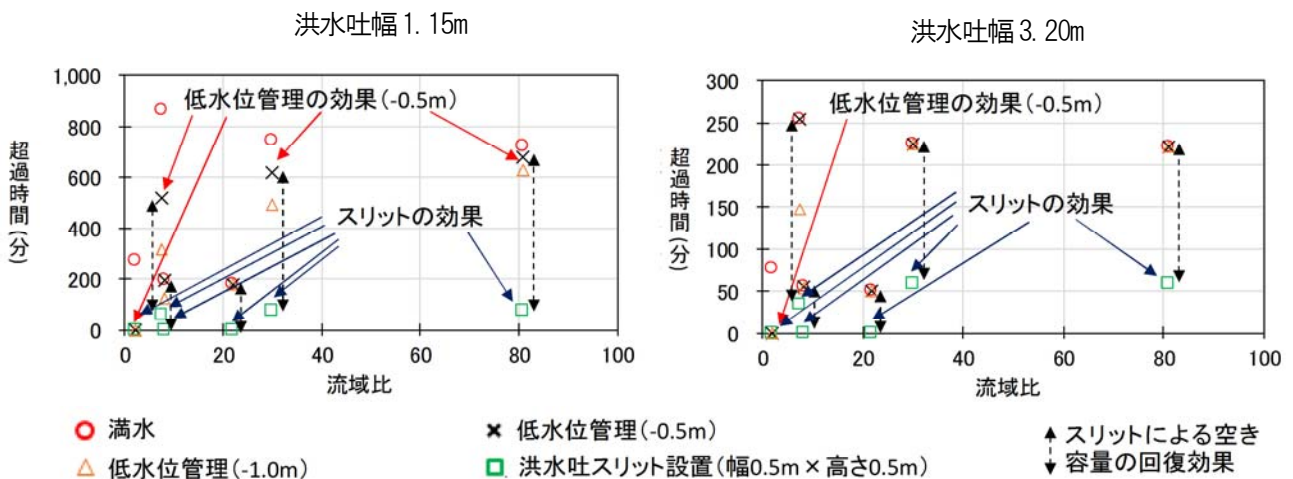 洪水吐幅1.15m
1,000
800
600
400
200
0
0 20 40 60 80 100
超過時間(分)
流域比
低水位管理の効果(-0.5m)
スリットの効果
洪水吐幅3.20m
300
250
200
150
100
50
0
0 20 40 60 80 100
超過時間(分)
流域比
低水位管理の効果(-0.5m)
スリットの効果
満水
低水位管理(-0.5m)
スリットによる空き
容量の回復効果
低水位管理(-1.0m)
洪水吐スリット設置(幅0.5m×高さ0.5m)